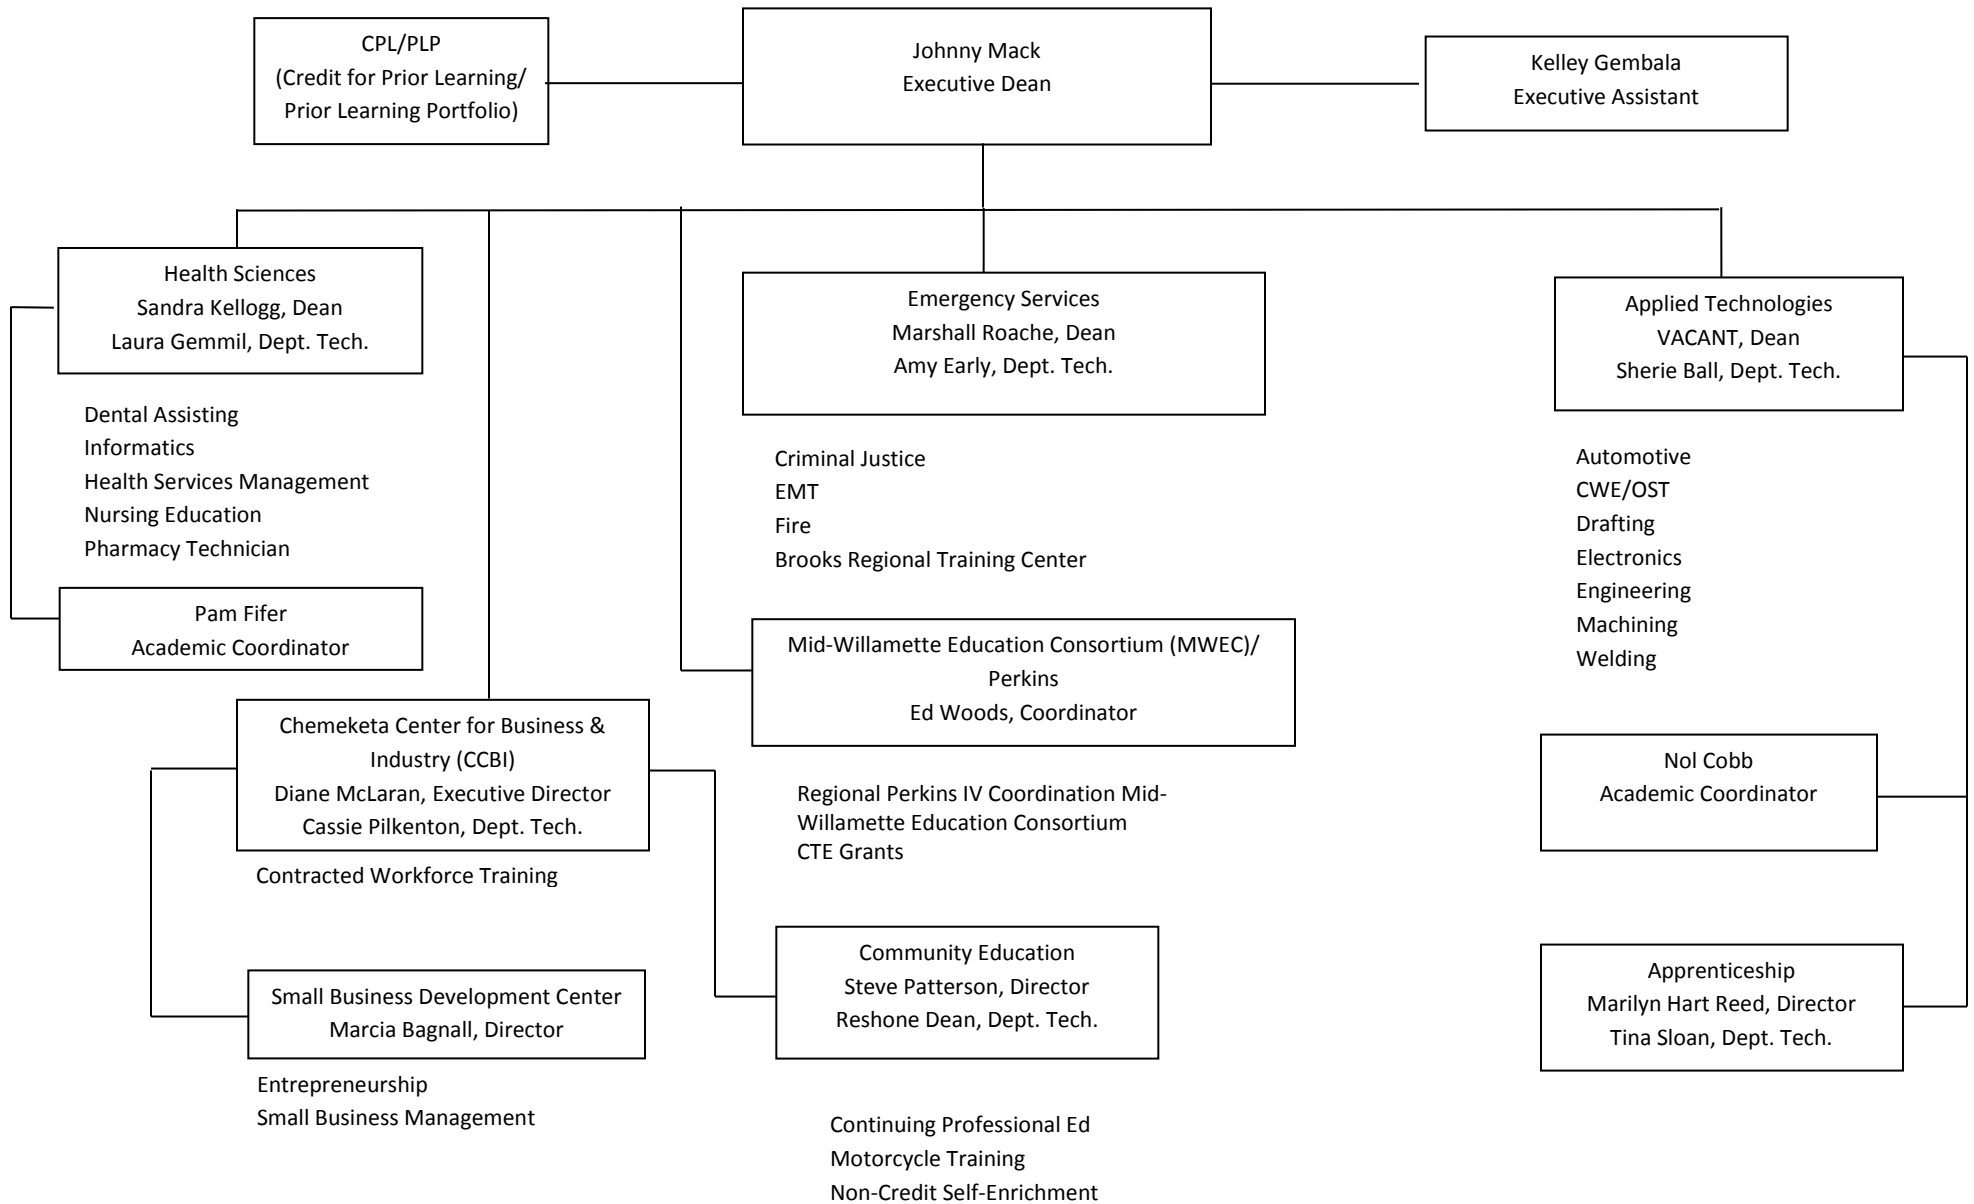 CPL/PLP
(Credit for Prior Learning/
Prior Learning Portfolio)
Johnny Mack
Executive Dean
Kelley Gembala
Executive Assistant
Health Sciences
Sandra Kellogg, Dean
Laura Gemmil, Dept. Tech.
Dental Assisting
Informatics
Health Services Management
Nursing Education
Pharmacy Technician
Pam Fifer
Academic Coordinator
Emergency Services
Marshall Roache, Dean
Amy Early, Dept. Tech.
Criminal Justice
EMT
Fire
Brooks Regional Training Center
Applied Technologies
VACANT, Dean
Sherie Ball, Dept. Tech.
Automotive
CWE/OST
Drafting
Electronics
Engineering
Machining
Welding
Mid-Willamette Education Consortium (MWEC)/
Perkins
Ed Woods, Coordinator
Regional Perkins IV Coordination Mid-
Willamette Education Consortium
CTE Grants
Chemeketa Center for Business &
Industry (CCBI)
Diane McLaran, Executive Director
Cassie Pilkenton, Dept. Tech.
Contracted Workforce Training
Nol Cobb
Academic Coordinator
Small Business Development Center
Marcia Bagnall, Director
Entrepreneurship
Small Business Management
Community Education
Steve Patterson, Director
Reshone Dean, Dept. Tech.
Continuing Professional Ed
Motorcycle Training
Non-Credit Self-Enrichment
Apprenticeship
Marilyn Hart Reed, Director
Tina Sloan, Dept. Tech.